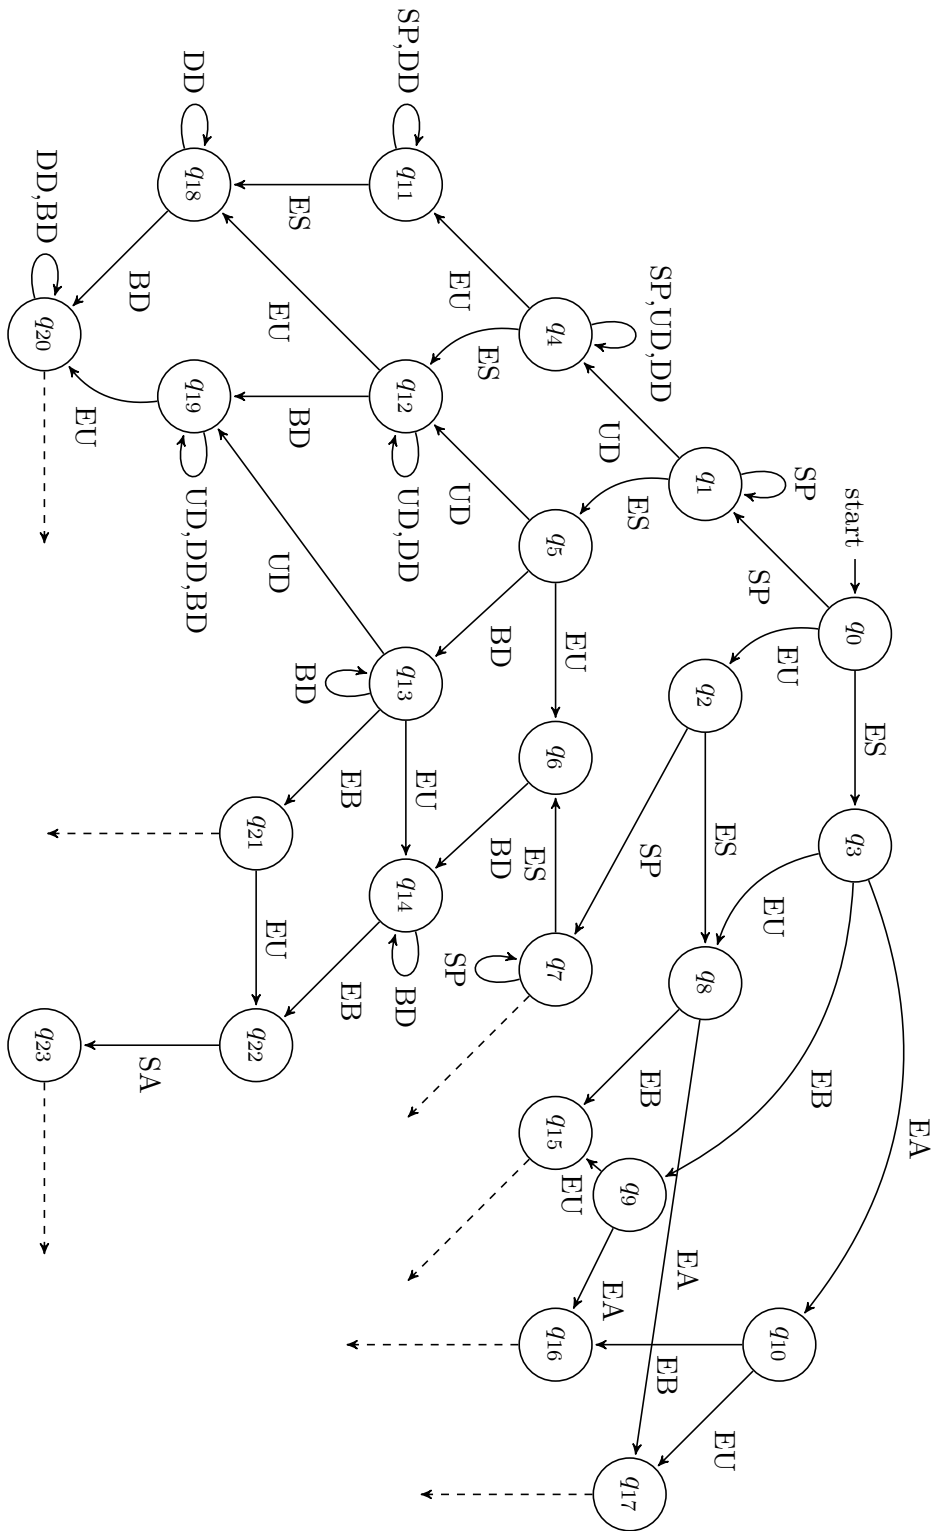 EA
ES
start
q0
q3
EB
SP
EU
q10
EU
SP
ES
EU
q1
q2
q8
EA
EB
SP,UD,DD
SP
EB
ES
q9
q17
EA
UD
EU
EU
q4
q5
q6
q7
q15
q16
ES
BD
BD
ES
EU
UD
SP
EU
SP,DD
q11
q12
UD,DD
q13
q14
BD
EB
EB
BD
ES
BD
EU
UD
EU
q21
q22
DD
q18
q19
UD,DD,BD
SA
BD
EU
DD,BD
q20
q23